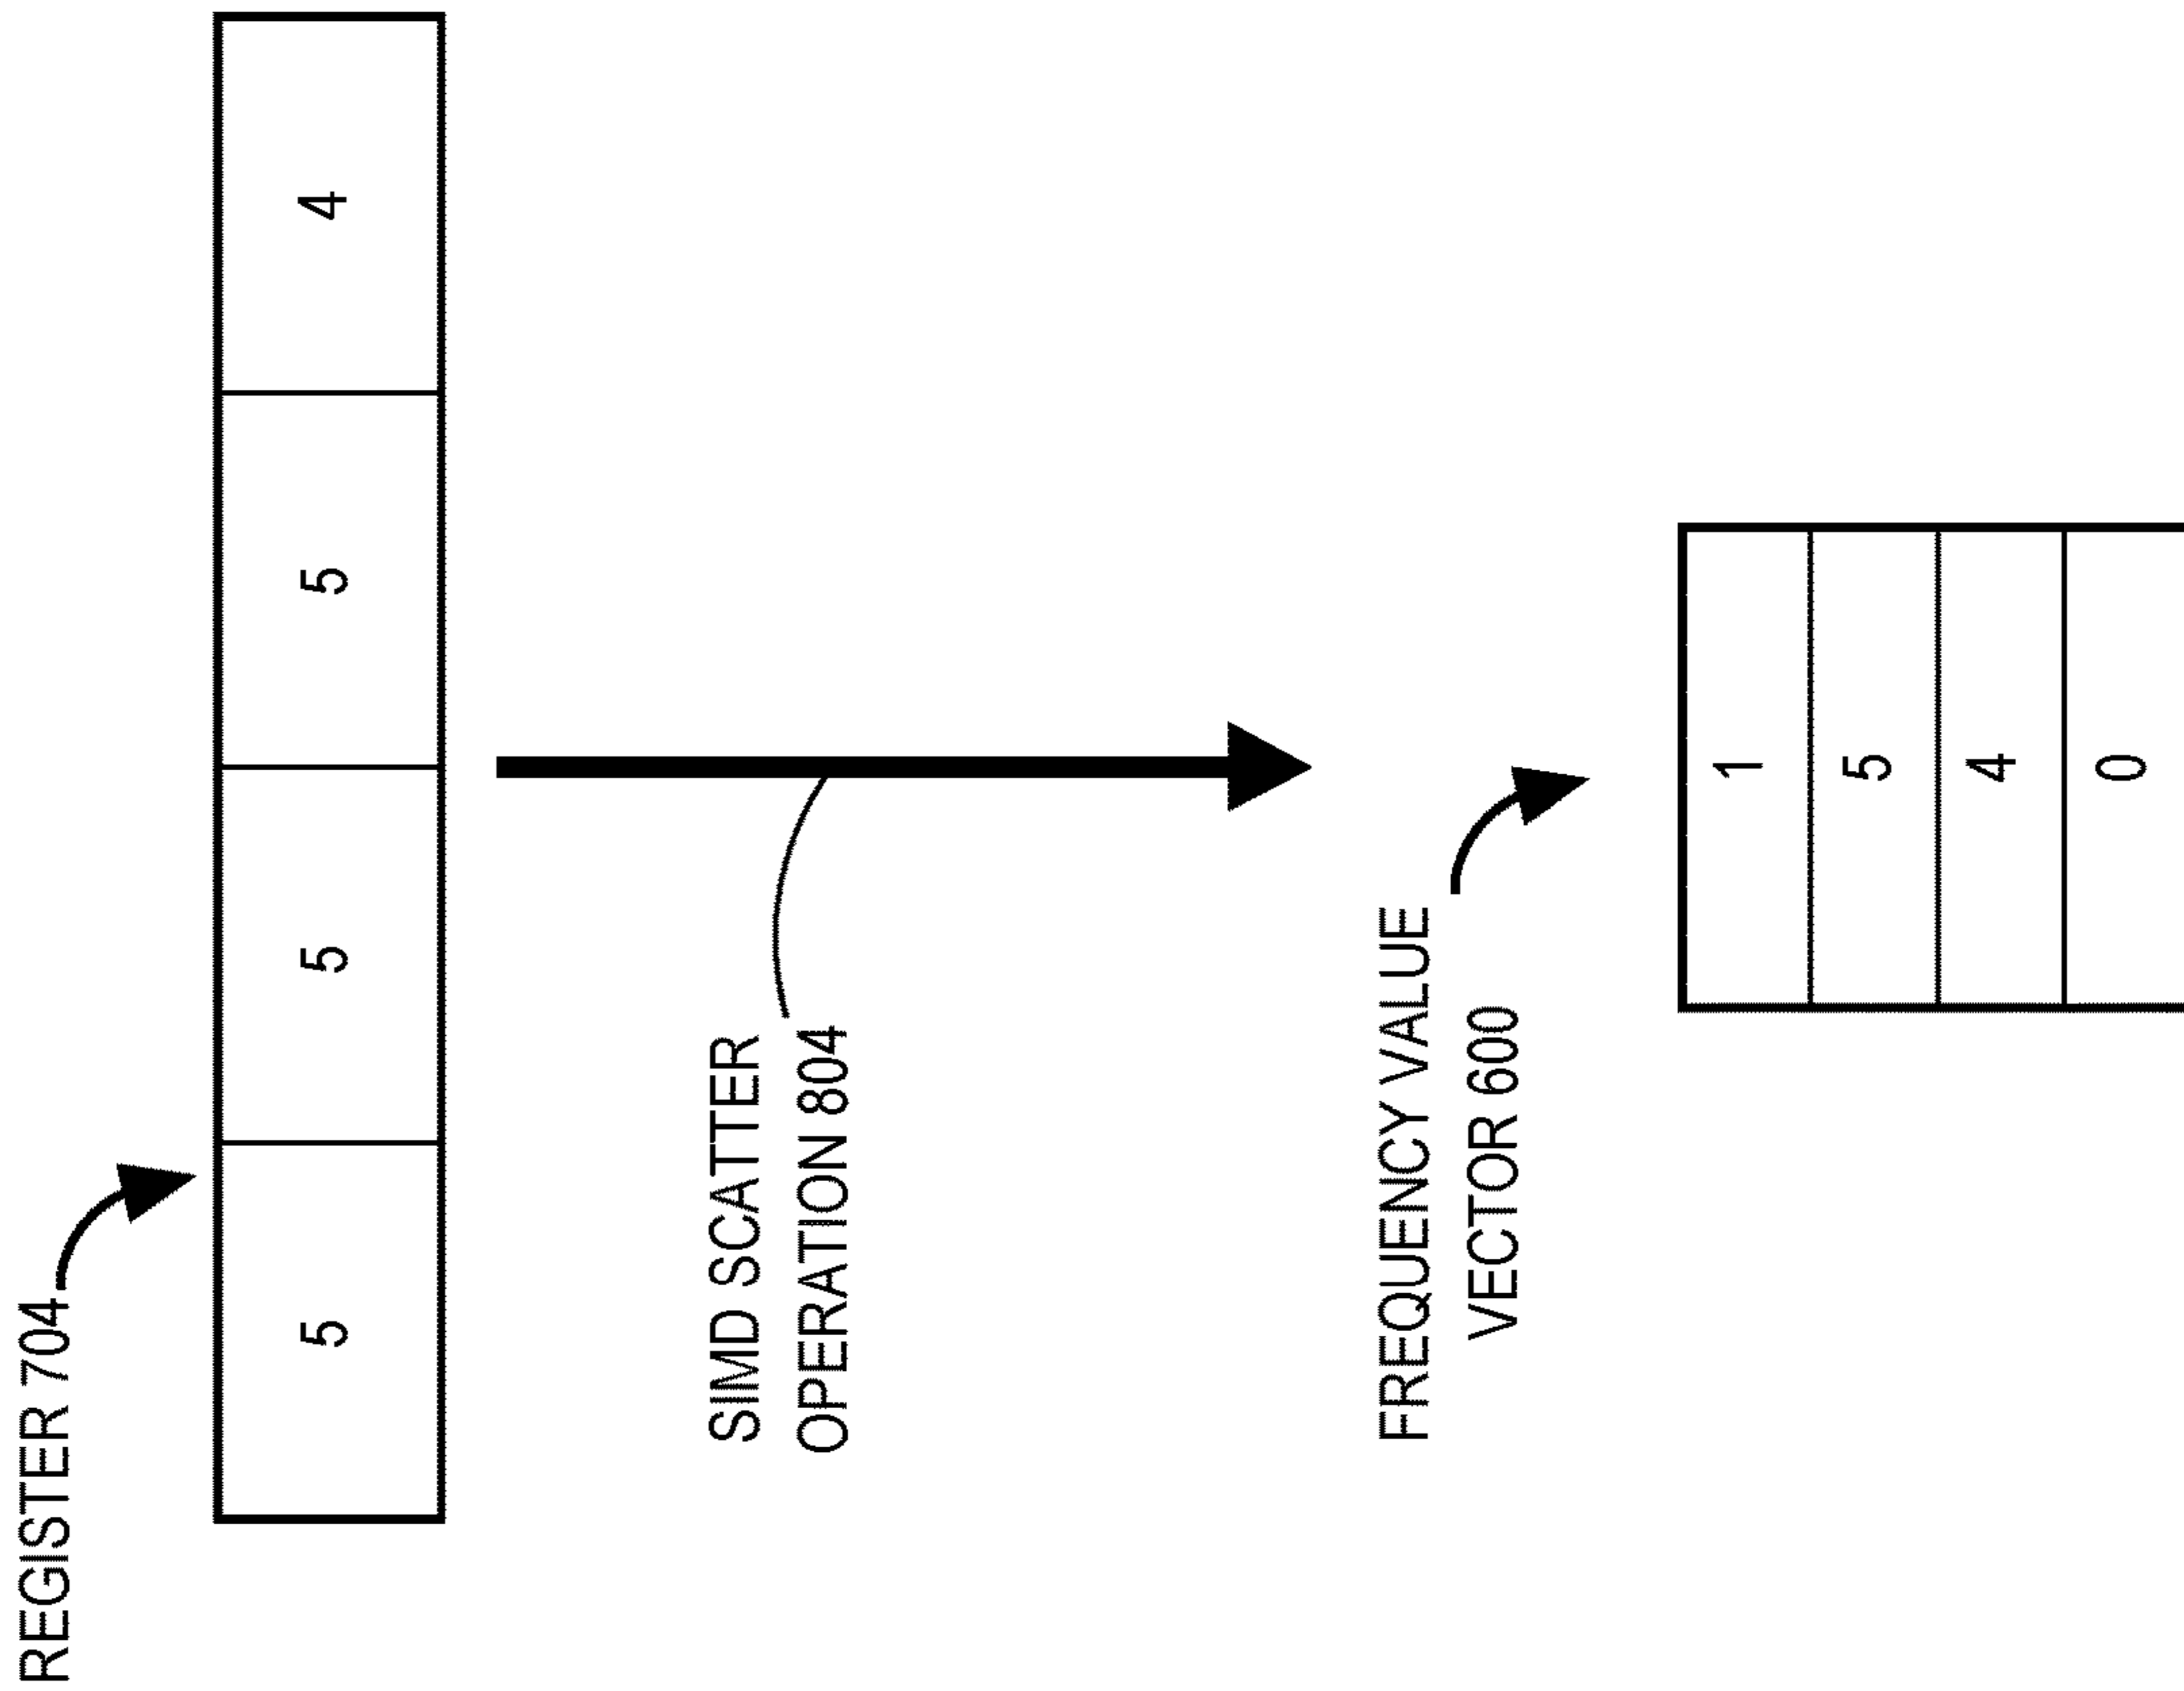 REGISTER 704
5 5 5 4
SIMD SCATTER
OPERATION 804
FREQUENCY VALUE
VECTOR 600
1
5
4
0